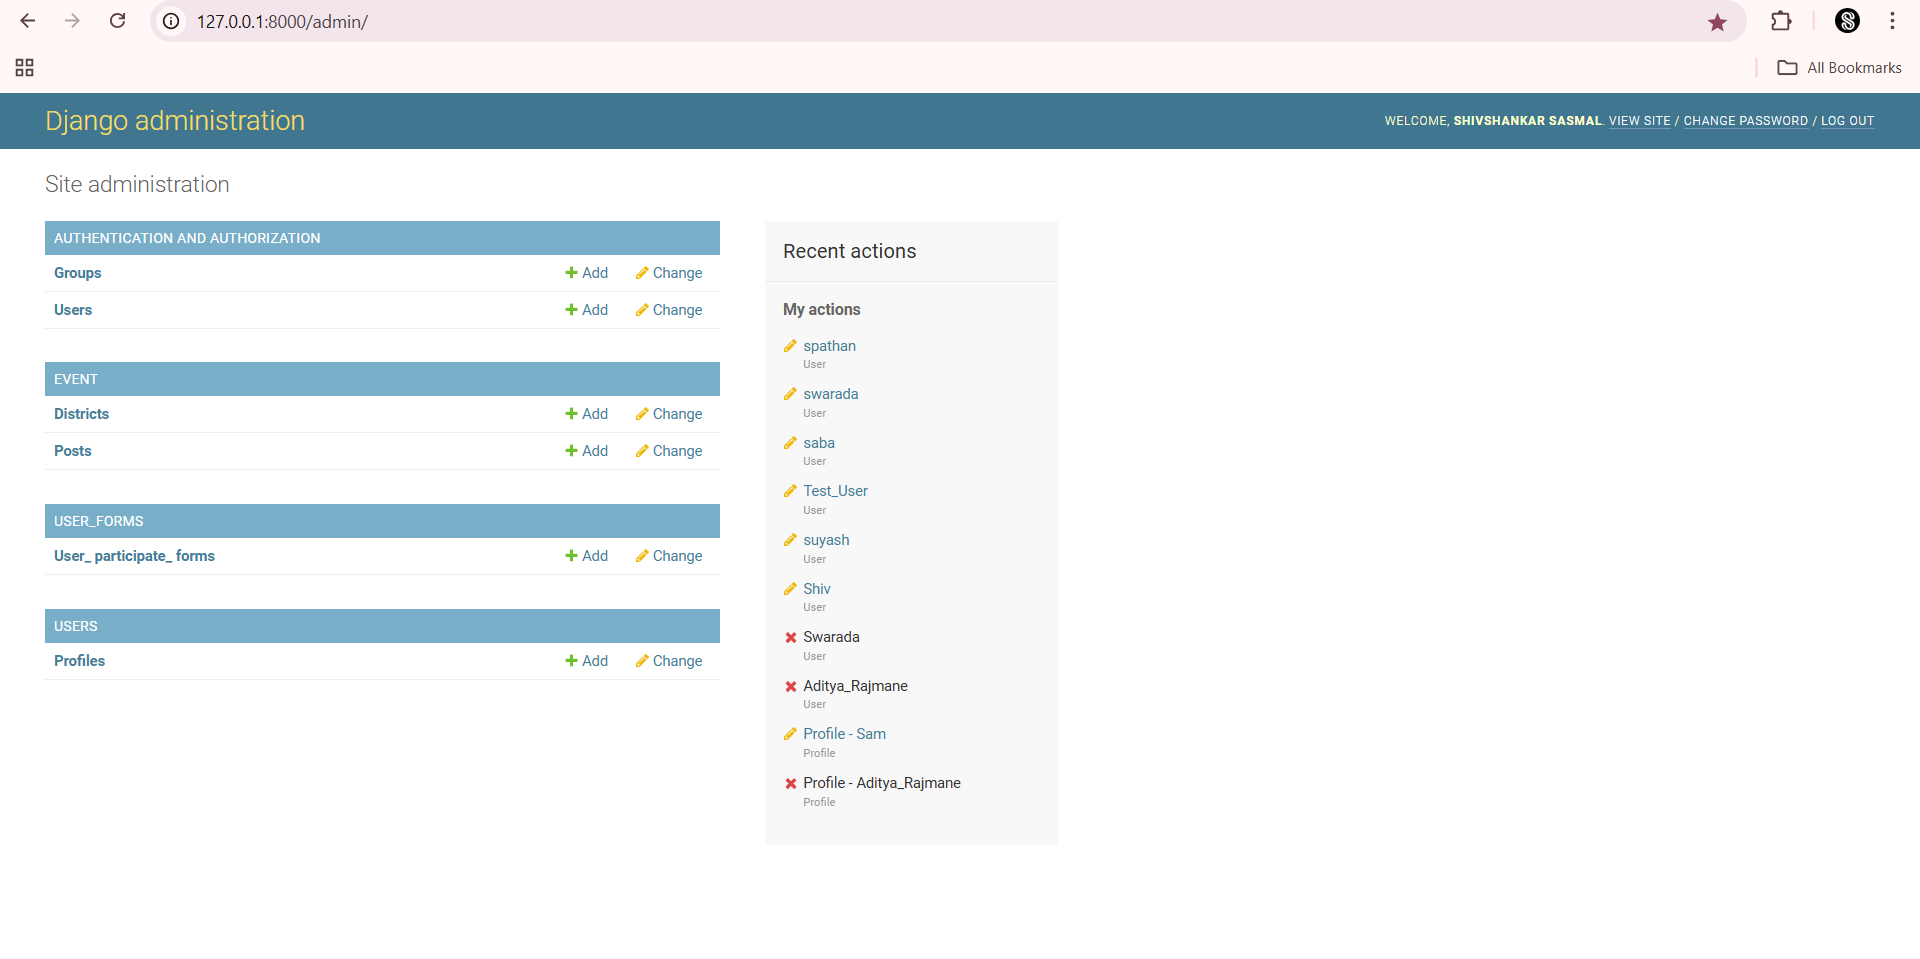 127.0.0.1:8000/admin/
All Bookmarks
Django administration
WELCOME, SHIVSHANKAR SASMAL. VIEW SITE / CHANGE PASSWORD / LOG OUT
Site administration
AUTHENTICATION AND AUTHORIZATION
Groups Add Change
Users Add Change
EVENT
Districts Add Change
Posts Add Change
USER_FORMS
User_ participate_ forms Add Change
USERS
Profiles Add Change
Recent actions
My actions
spathan
User
swarada
User
saba
User
Test_User
User
suyash
User
Shiv
User
Swarada
User
Aditya_Rajmane
User
Profile - Sam
Profile
Profile - Aditya_Rajmane
Profile